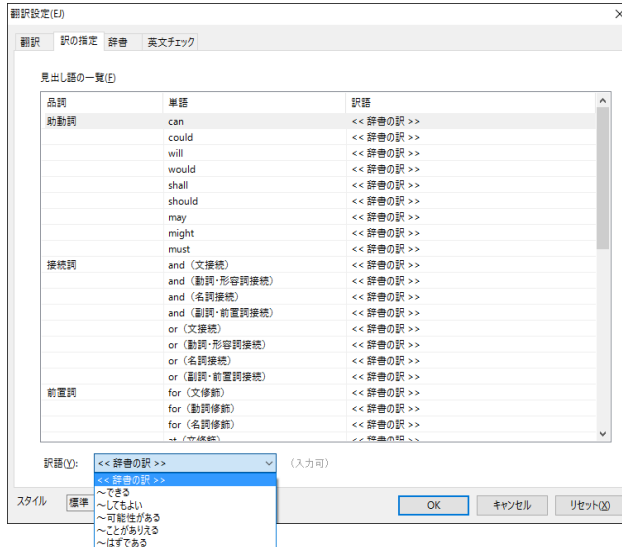 翻訳設定(EJ)
翻訳 訳の指定 辞書 英文チェック
見出し語の一覧(F)
品詞 単語 訳語
助動詞 can << 辞書の訳 >>
could << 辞書の訳 >>
will << 辞書の訳 >>
would << 辞書の訳 >>
shall << 辞書の訳 >>
should << 辞書の訳 >>
may << 辞書の訳 >>
might << 辞書の訳 >>
must << 辞書の訳 >>
接続詞 and（文接続） << 辞書の訳 >>
and（動詞･形容詞接続） << 辞書の訳 >>
and（名詞接続） << 辞書の訳 >>
and（副詞･前置詞接続） << 辞書の訳 >>
or（文接続） << 辞書の訳 >>
or（動詞･形容詞接続） << 辞書の訳 >>
or（名詞接続） << 辞書の訳 >>
or（副詞･前置詞接続） << 辞書の訳 >>
前置詞 for（文修飾） << 辞書の訳 >>
for（動詞修飾） << 辞書の訳 >>
for（名詞修飾） << 辞書の訳 >>
at（文修飾） << 辞書の訳 >>
訳語(Y): << 辞書の訳 >> （入力可）
<< 辞書の訳 >>
～できる
～してもよい
～可能性がある
～ことがありえる
～はずである
スタイル 標準 OK キャンセル リセット(X)